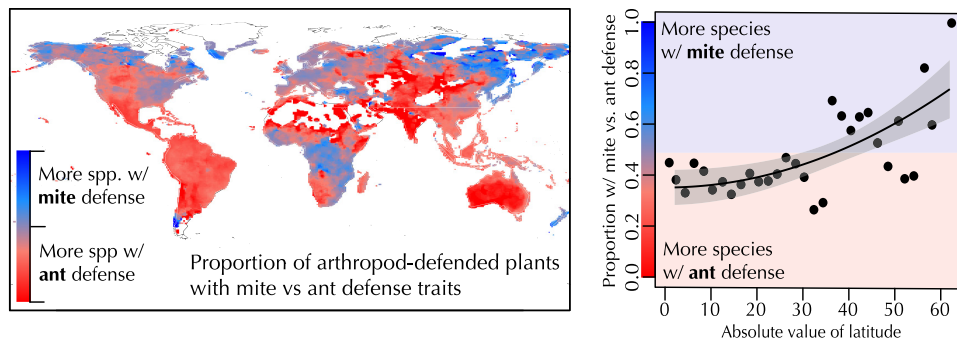 More spp. w/
mite defense
More spp w/
ant defense
Proportion of arthropod-defended plants
with mite vs ant defense traits
Proportion w/ mite vs. ant defense
0.0
0.2
0.4
0.6
0.8
1.0
More species
w/ mite defense
More species
w/ ant defense
0
10
20
30
40
50
60
Absolute value of latitude